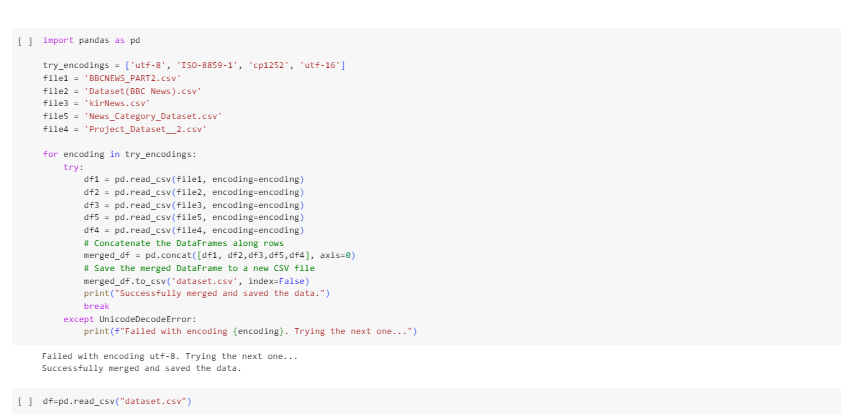 [ ] import pandas as pd
try_encodings = ['utf-8', 'ISO-8859-1', 'cp1252', 'utf-16']
file1 = 'BBCNEWS_PART2.csv'
file2 = 'Dataset(BBC News).csv'
file3 = 'kirNews.csv'
file5 = 'News_Category_Dataset.csv'
file4 = 'Project_Dataset__2.csv'
for encoding in try_encodings:
    try:
        df1 = pd.read_csv(file1, encoding=encoding)
        df2 = pd.read_csv(file2, encoding=encoding)
        df3 = pd.read_csv(file3, encoding=encoding)
        df5 = pd.read_csv(file5, encoding=encoding)
        df4 = pd.read_csv(file4, encoding=encoding)
        # Concatenate the DataFrames along rows
        merged_df = pd.concat([df1, df2,df3,df5,df4], axis=0)
        # Save the merged DataFrame to a new CSV file
        merged_df.to_csv('dataset.csv', index=False)
        print("Successfully merged and saved the data.")
        break
    except UnicodeDecodeError:
        print(f"Failed with encoding {encoding}. Trying the next one...")
Failed with encoding utf-8. Trying the next one...
Successfully merged and saved the data.
[ ] df=pd.read_csv("dataset.csv")